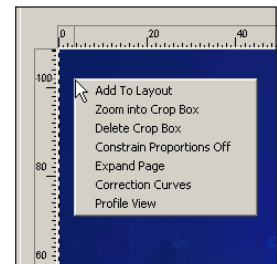 0 20 40
100
Add To Layout
Zoom into Crop Box
Delete Crop Box
Constrain Proportions Off
Expand Page
80
Correction Curves
Profile View
60